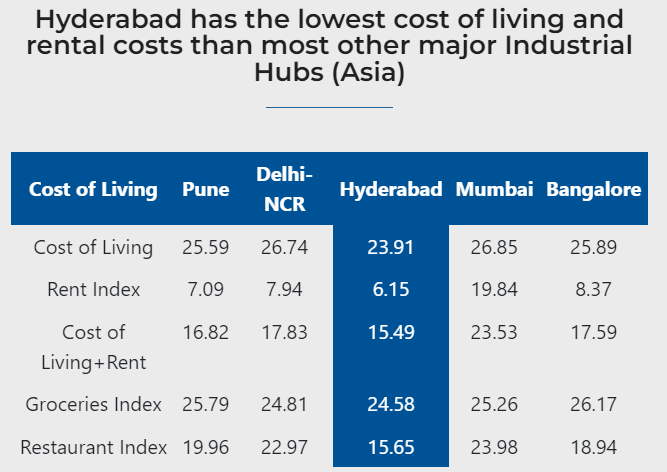 Hyderabad has the lowest cost of living and
rental costs than most other major Industrial
Hubs (Asia)
Cost of Living Pune Delhi-NCR Hyderabad Mumbai Bangalore
Cost of Living 25.59 26.74 23.91 26.85 25.89
Rent Index 7.09 7.94 6.15 19.84 8.37
Cost of 16.82 17.83 15.49 23.53 17.59
Living+Rent
Groceries Index 25.79 24.81 24.58 25.26 26.17
Restaurant Index 19.96 22.97 15.65 23.98 18.94